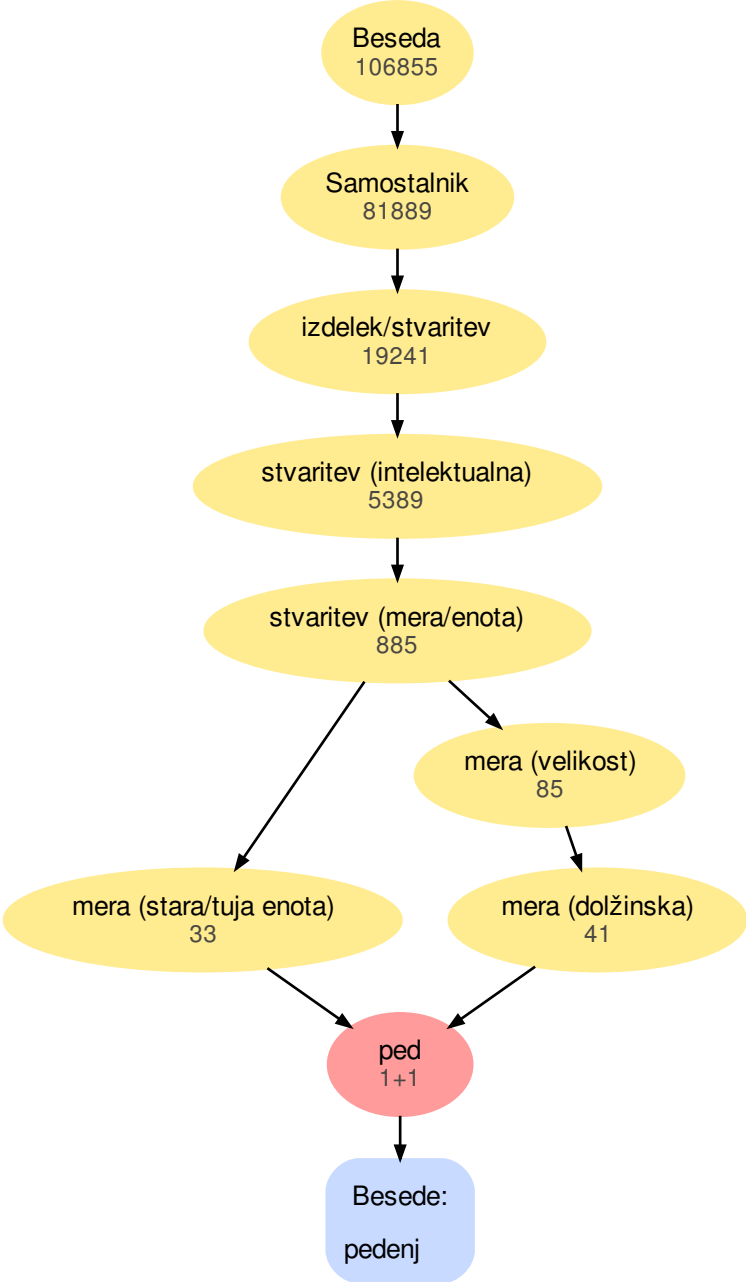 Beseda
106855
Samostalnik
81889
izdelek/stvaritev
19241
stvaritev (intelektualna)
5389
stvaritev (mera/enota)
885
mera (velikost)
85
mera (stara/tuja enota)
33
mera (dolžinska)
41
ped
1+1
Besede:
pedenj